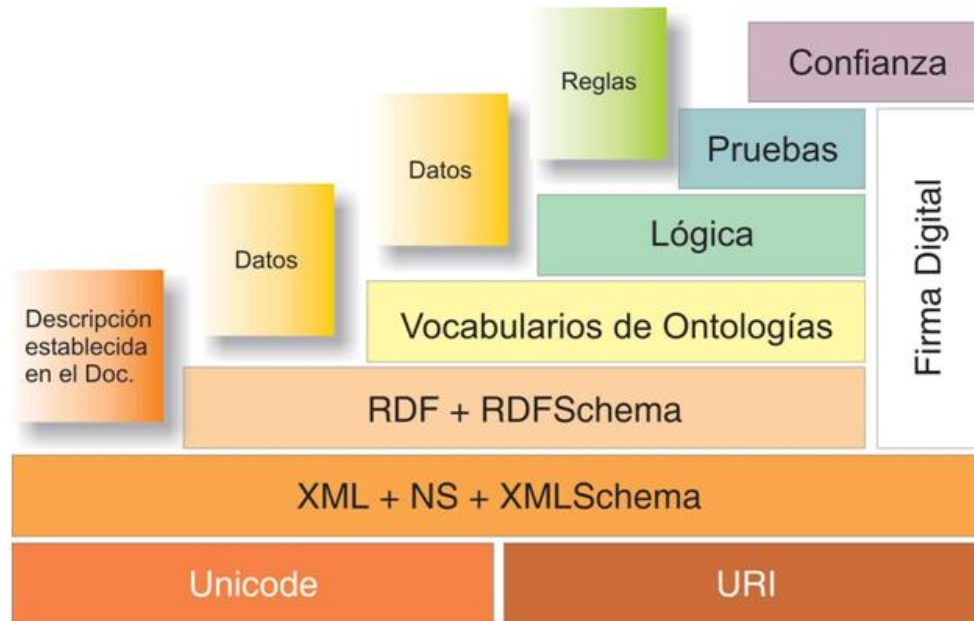 Confianza
Reglas
Pruebas
Datos
Lógica
Datos
Firma Digital
Vocabularios de Ontologías
Descripción
establecida
en el Doc.
RDF + RDFSchema
XML + NS + XMLSchema
Unicode
URI